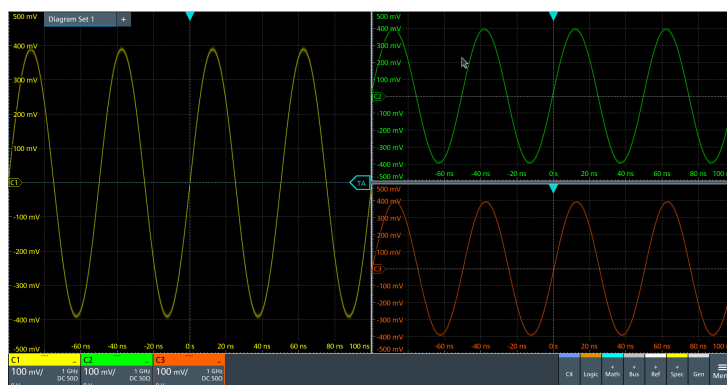 500 mV
Diagram Set 1 +
400 mV
300 mV
200 mV
100 mV
C1
TA
-100 mV
-200 mV
-300 mV
-400 mV
-500 mV
-80 ns -60 ns -40 ns -20 ns 0 s 20 ns 40 ns 60 ns 80 ns 100 ns
500 mV
400 mV
300 mV
200 mV
100 mV
C2
-100 mV
-200 mV
-300 mV
-400 mV
-500 mV
-60 ns -40 ns -20 ns 0 s 20 ns 40 ns 60 ns 80 ns 100
500 mV
400 mV
300 mV
200 mV
100 mV
C3
-100 mV
-200 mV
-300 mV
-400 mV
-500 mV
-60 ns -40 ns -20 ns 0 s 20 ns 40 ns 60 ns 80 ns 100
C1 C2 C3
100 mV/ 1 GHz 100 mV/ 1 GHz 100 mV/ 1 GHz
DC 50Ω DC 50Ω DC 50Ω
C4 Logic + Math + Bus + Ref + Spec Gen Men